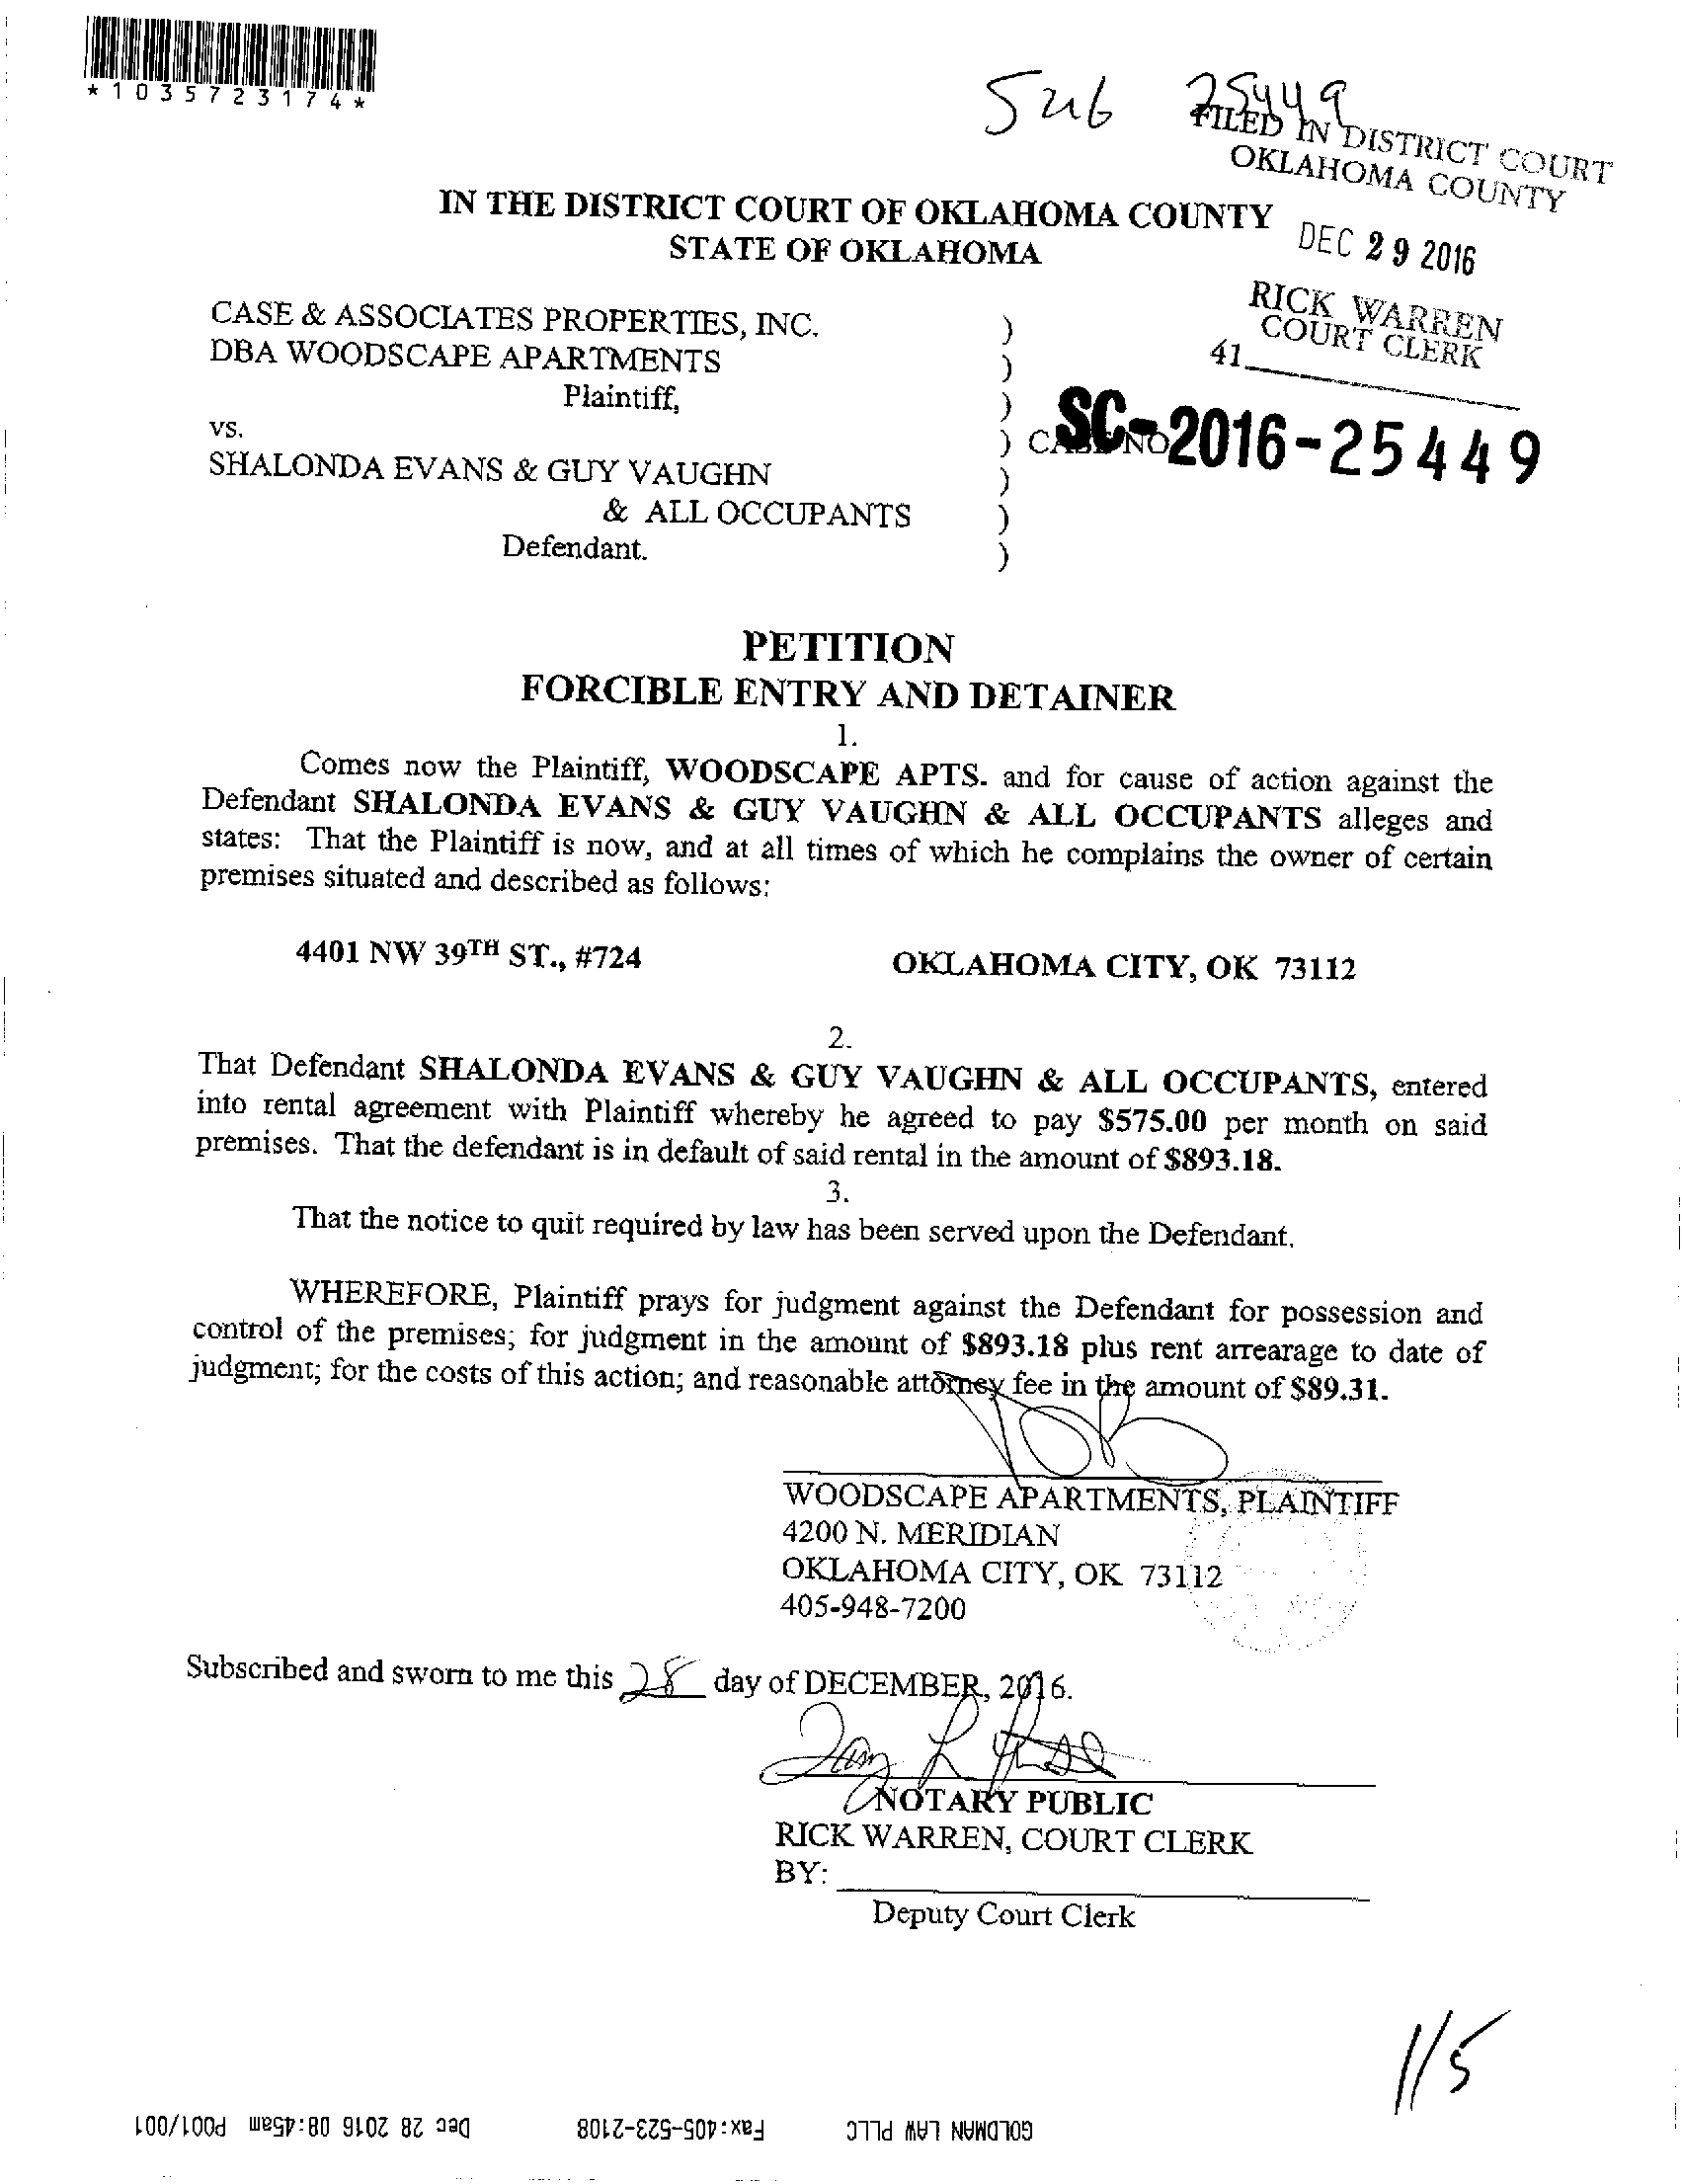 *1035723174*
5216 25449
FILED IN DISTRICT COURT
OKLAHOMA COUNTY
IN THE DISTRICT COURT OF OKLAHOMA COUNTY
STATE OF OKLAHOMA
DEC 29 2016
RICK WARREN
COURT CLERK
41
CASE & ASSOCIATES PROPERTIES, INC. )
DBA WOODSCAPE APARTMENTS )
Plaintiff, )
vs. ) CASE NO SC-2016-25449
SHALONDA EVANS & GUY VAUGHN )
& ALL OCCUPANTS )
Defendant. )
PETITION
FORCIBLE ENTRY AND DETAINER
1.
Comes now the Plaintiff, WOODSCAPE APTS. and for cause of action against the
Defendant SHALONDA EVANS & GUY VAUGHN & ALL OCCUPANTS alleges and
states: That the Plaintiff is now, and at all times of which he complains the owner of certain
premises situated and described as follows:
4401 NW 39TH ST., #724 OKLAHOMA CITY, OK 73112
2.
That Defendant SHALONDA EVANS & GUY VAUGHN & ALL OCCUPANTS, entered
into rental agreement with Plaintiff whereby he agreed to pay $575.00 per month on said
premises. That the defendant is in default of said rental in the amount of $893.18.
3.
That the notice to quit required by law has been served upon the Defendant.
WHEREFORE, Plaintiff prays for judgment against the Defendant for possession and
control of the premises; for judgment in the amount of $893.18 plus rent arrearage to date of
judgment; for the costs of this action; and reasonable attorney fee in the amount of $89.31.
WOODSCAPE APARTMENTS, PLAINTIFF
4200 N. MERIDIAN
OKLAHOMA CITY, OK 73112
405-948-7200
Subscribed and sworn to me this 28 day of DECEMBER, 2016.
NOTARY PUBLIC
RICK WARREN, COURT CLERK
BY:
Deputy Court Clerk
1/5
GOLDMAN LAW PLLC Fax:405-523-2108 Dec 28 2016 08:45am P001/001